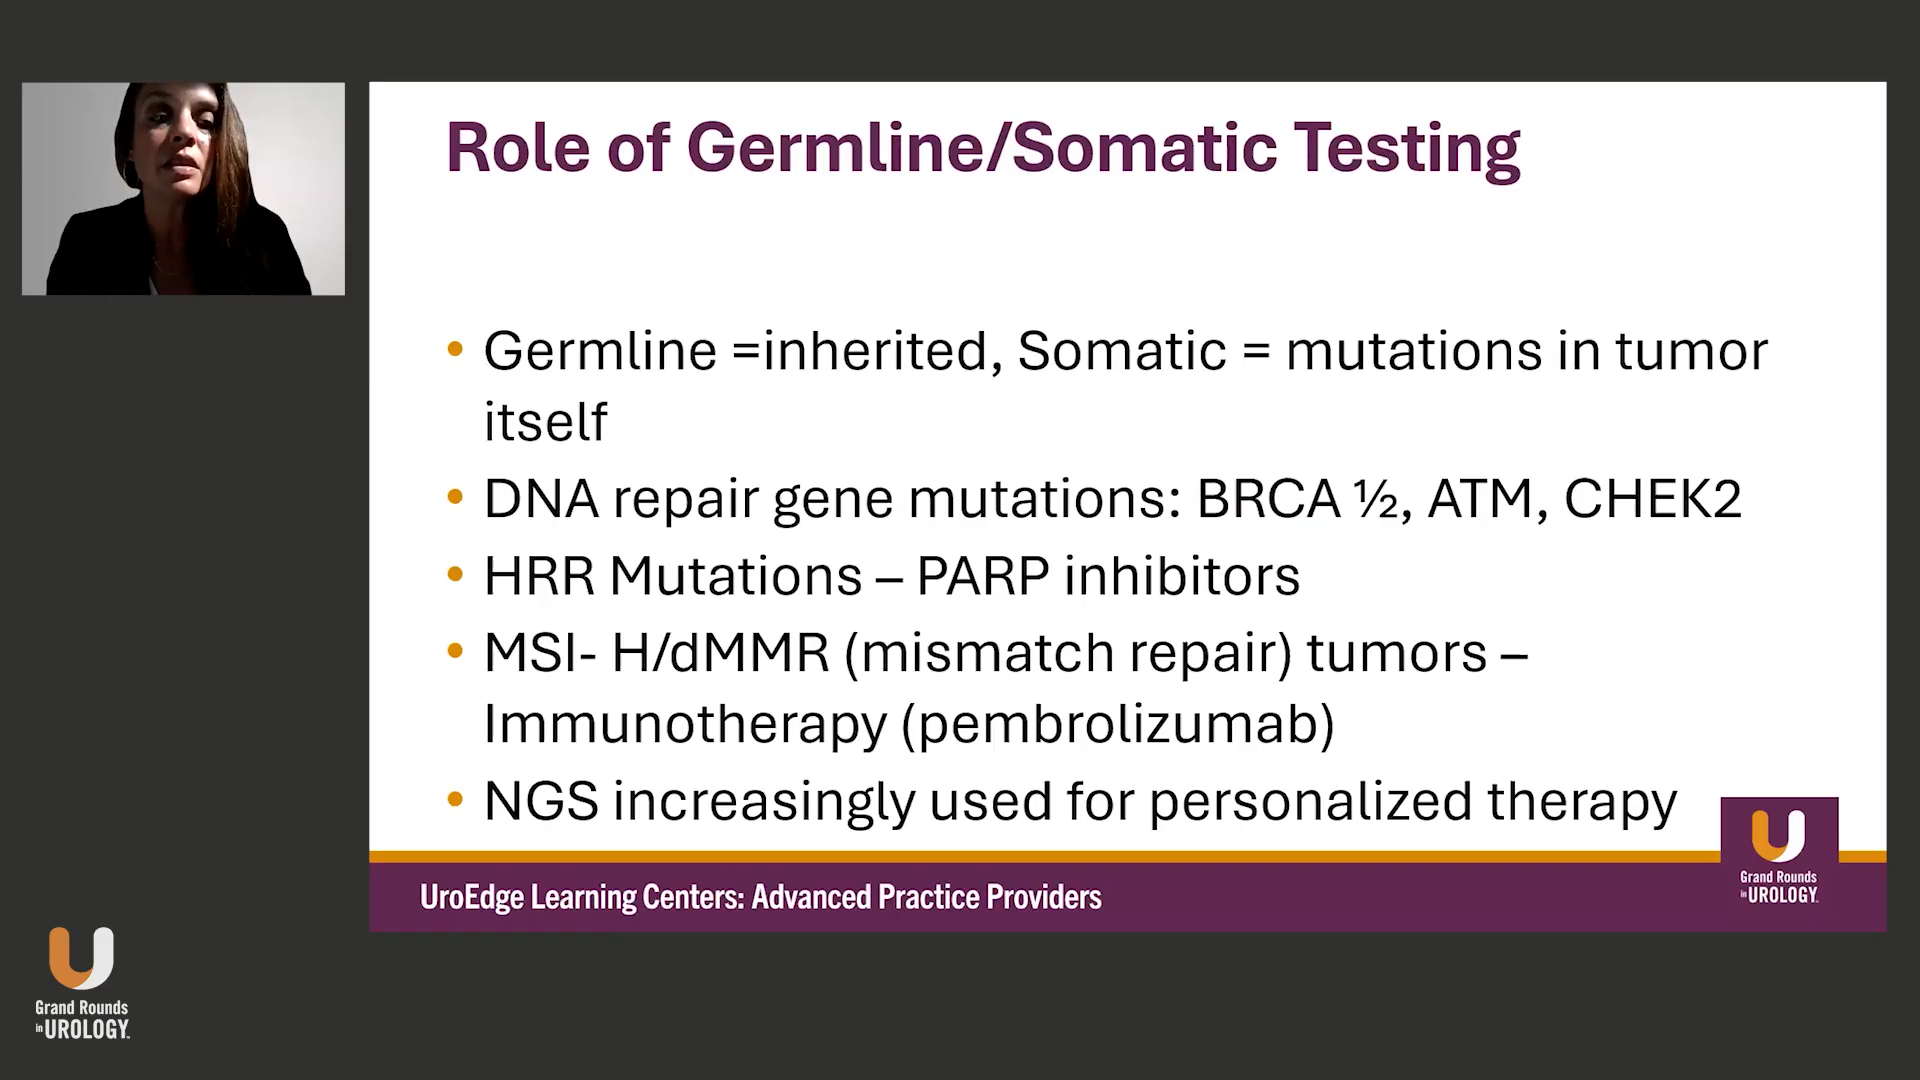 Role of Germline/Somatic Testing
• Germline =inherited, Somatic = mutations in tumor
itself
• DNA repair gene mutations: BRCA ½, ATM, CHEK2
• HRR Mutations – PARP inhibitors
• MSI- H/dMMR (mismatch repair) tumors –
Immunotherapy (pembrolizumab)
• NGS increasingly used for personalized therapy
Grand Rounds
in UROLOGY
UroEdge Learning Centers: Advanced Practice Providers
Grand Rounds
in UROLOGY